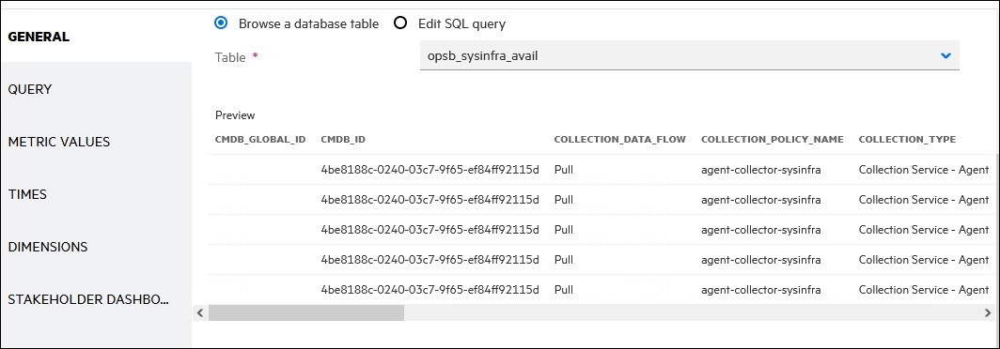 GENERAL
QUERY
METRIC VALUES
TIMES
DIMENSIONS
STAKEHOLDER DASHBO...
Browse a database table Edit SQL query
Table * opsb_sysinfra_avail
Preview
CMDB_GLOBAL_ID CMDB_ID COLLECTION_DATA_FLOW COLLECTION_POLICY_NAME COLLECTION_TYPE
4be8188c-0240-03c7-9f65-ef84ff92115d Pull agent-collector-sysinfra Collection Service - Agent
4be8188c-0240-03c7-9f65-ef84ff92115d Pull agent-collector-sysinfra Collection Service - Agent
4be8188c-0240-03c7-9f65-ef84ff92115d Pull agent-collector-sysinfra Collection Service - Agent
4be8188c-0240-03c7-9f65-ef84ff92115d Pull agent-collector-sysinfra Collection Service - Agent
4be8188c-0240-03c7-9f65-ef84ff92115d Pull agent-collector-sysinfra Collection Service - Agent